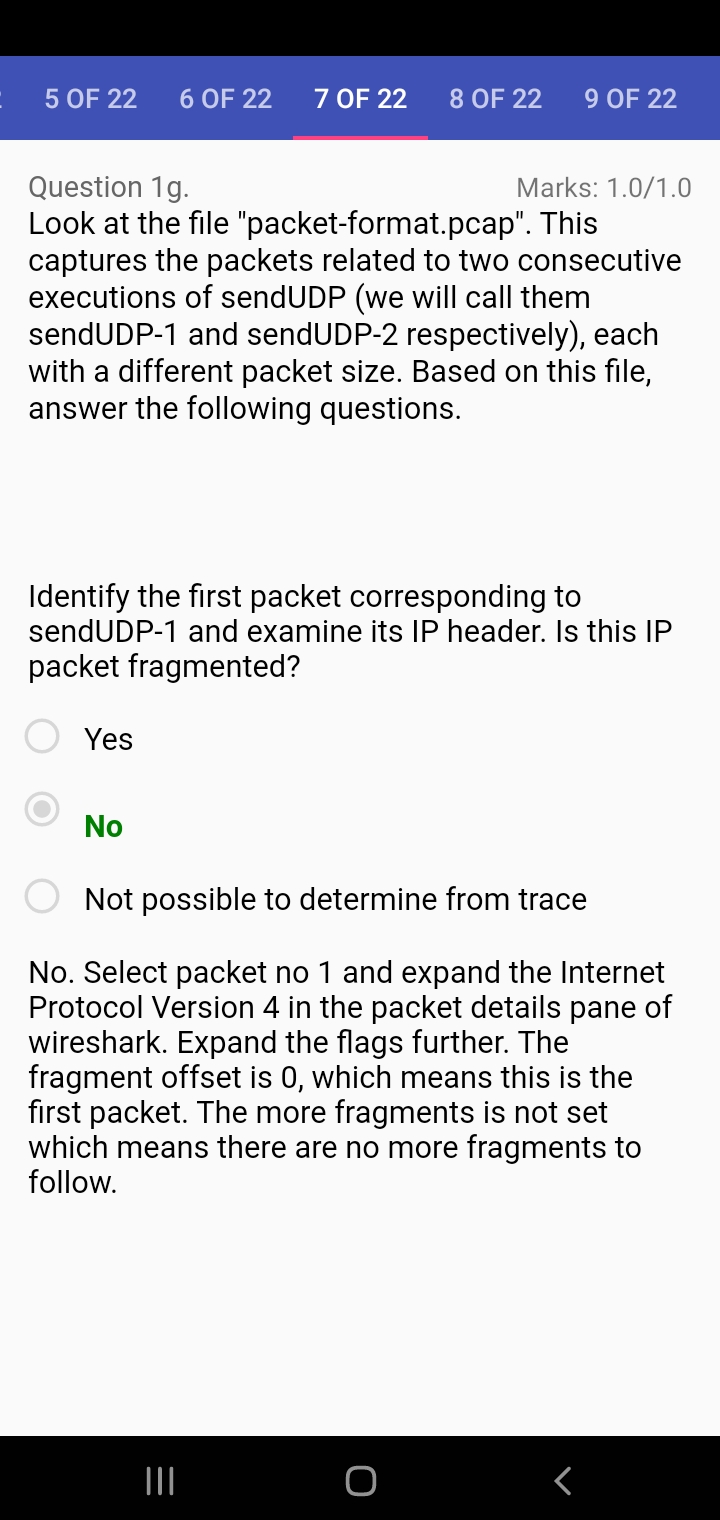 5 OF 22 6 OF 22 7 OF 22 8 OF 22 9 OF 22
Question 1g. Marks: 1.0/1.0
Look at the file "packet-format.pcap". This
captures the packets related to two consecutive
executions of sendUDP (we will call them
sendUDP-1 and sendUDP-2 respectively), each
with a different packet size. Based on this file,
answer the following questions.
Identify the first packet corresponding to
sendUDP-1 and examine its IP header. Is this IP
packet fragmented?
Yes
No
Not possible to determine from trace
No. Select packet no 1 and expand the Internet
Protocol Version 4 in the packet details pane of
wireshark. Expand the flags further. The
fragment offset is 0, which means this is the
first packet. The more fragments is not set
which means there are no more fragments to
follow.